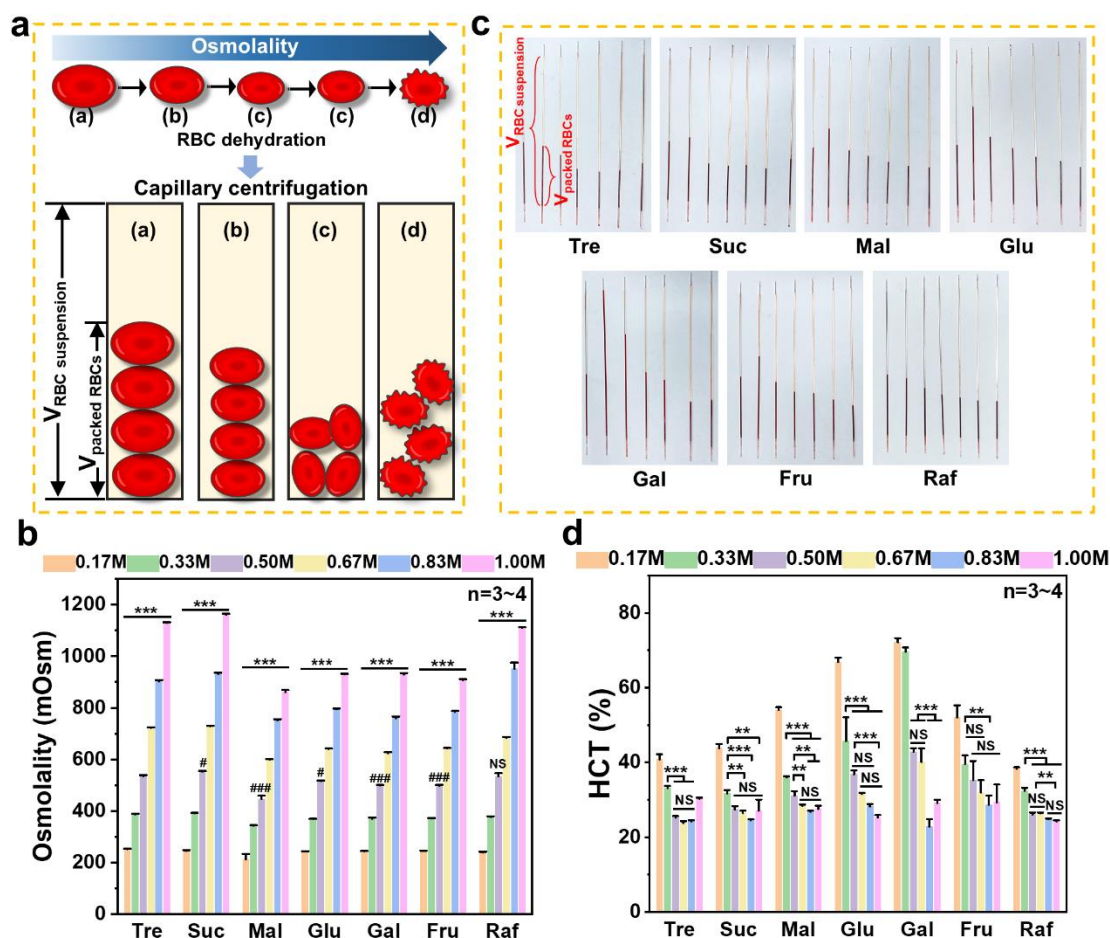 a
Osmolality
(a) (b) (c) (c) (d)
RBC dehydration
Capillary centrifugation
(a) (b) (c) (d)
VRBC suspension
Vpacked RBCs
c
VRBC suspension
Vpacked RBCs
Tre Suc Mal Glu
Gal Fru Raf
b
0.17M 0.33M 0.50M 0.67M 0.83M 1.00M
n=3~4
Osmolality (mOsm)
1200
1000
800
600
400
200
0
*** *** *** *** *** *** ***
# ### # ### ### NS
Tre Suc Mal Glu Gal Fru Raf
d
0.17M 0.33M 0.50M 0.67M 0.83M 1.00M
n=3~4
HCT (%)
80
60
40
20
0
***
NS
**
***
**
NS
***
**
**
NS
***
***
NS
***
NS
NS
**
NS
NS
***
**
NS
NS
Tre Suc Mal Glu Gal Fru Raf